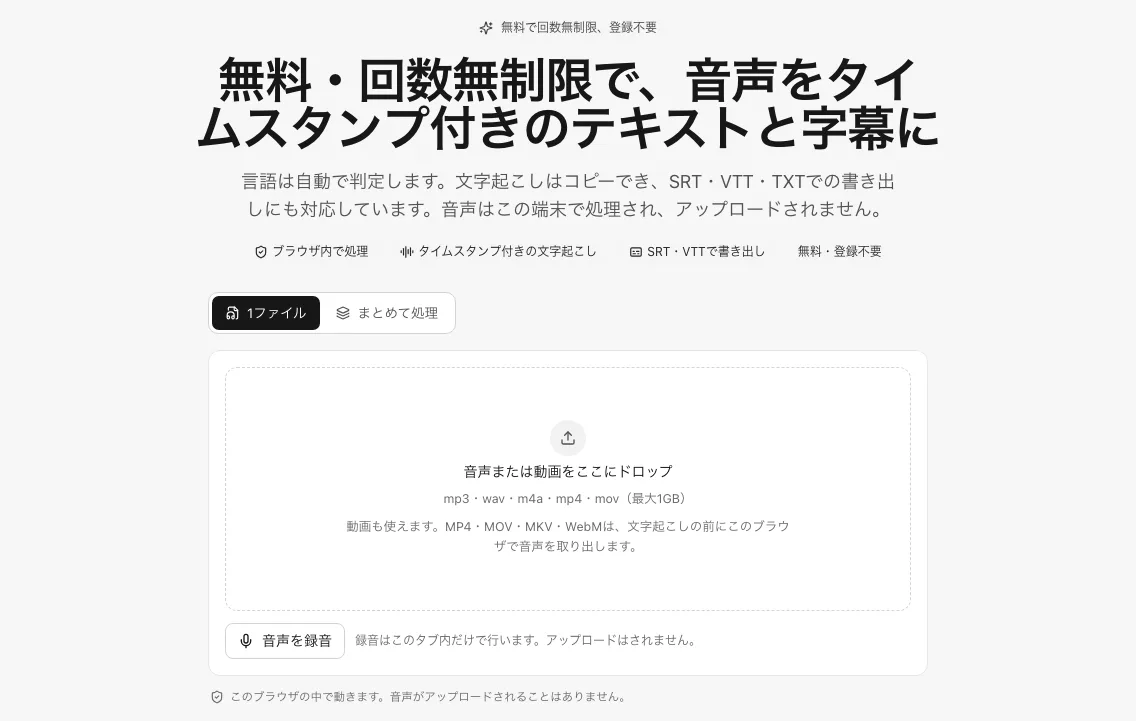 無料で回数無制限、登録不要
無料・回数無制限で、音声をタイ
ムスタンプ付きのテキストと字幕に
言語は自動で判定します。文字起こしはコピーでき、SRT・VTT・TXTでの書き出
しにも対応しています。音声はこの端末で処理され、アップロードされません。
ブラウザ内で処理 タイムスタンプ付きの文字起こし SRT・VTTで書き出し 無料・登録不要
1ファイル まとめて処理
音声または動画をここにドロップ
mp3・wav・m4a・mp4・mov（最大1GB）
動画も使えます。MP4・MOV・MKV・WebMは、文字起こしの前にこのブラウ
ザで音声を取り出します。
音声を録音 録音はこのタブ内だけで行います。アップロードはされません。
このブラウザの中で動きます。音声がアップロードされることはありません。